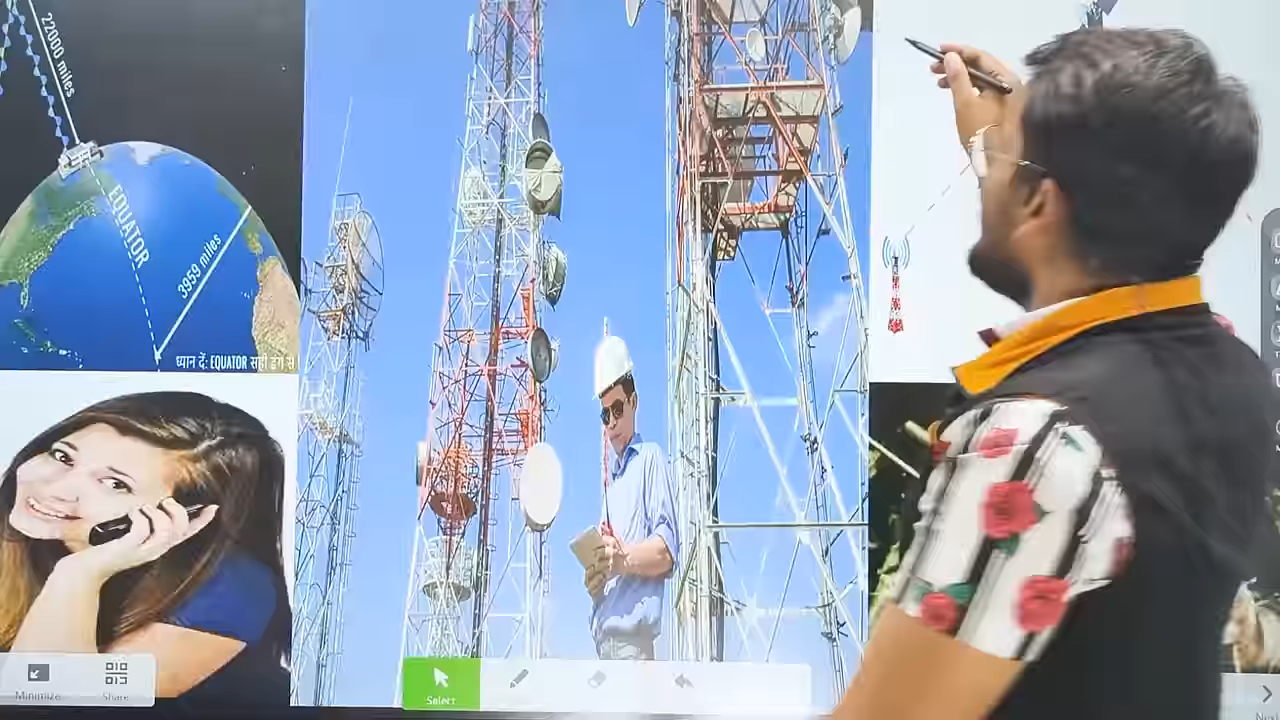 22000 miles
EQUATOR
3959 miles
ध्यान दें: EQUATOR सही ढंग से
Minimize
Share
Select